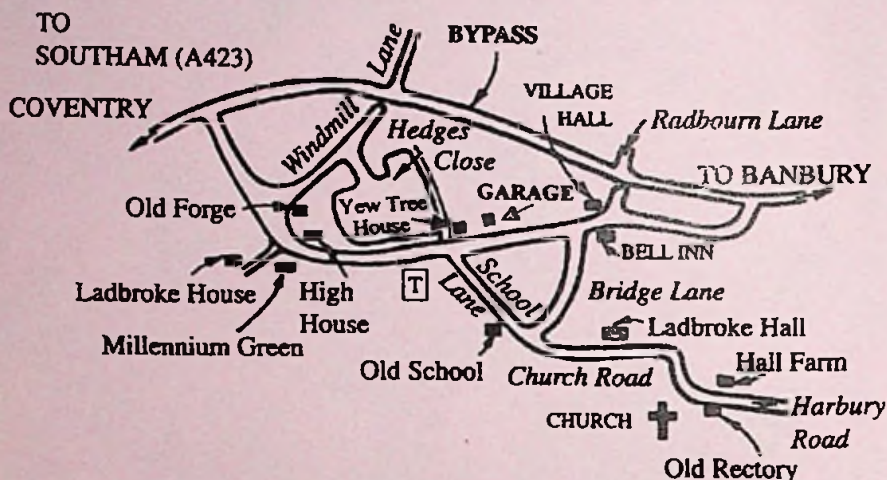 TO
SOUTHAM (A423)
COVENTRY
Lane
BYPASS
VILLAGE
HALL
Radbourn Lane
Windmill
Hedges
Close
TO BANBURY
Old Forge
Yew Tree
House
GARAGE
BELL INN
Ladbroke House
High
House
T
School
Lane
Bridge Lane
Millennium Green
Ladbroke Hall
Old School
Church Road
Hall Farm
CHURCH
Harbury
Road
Old Rectory